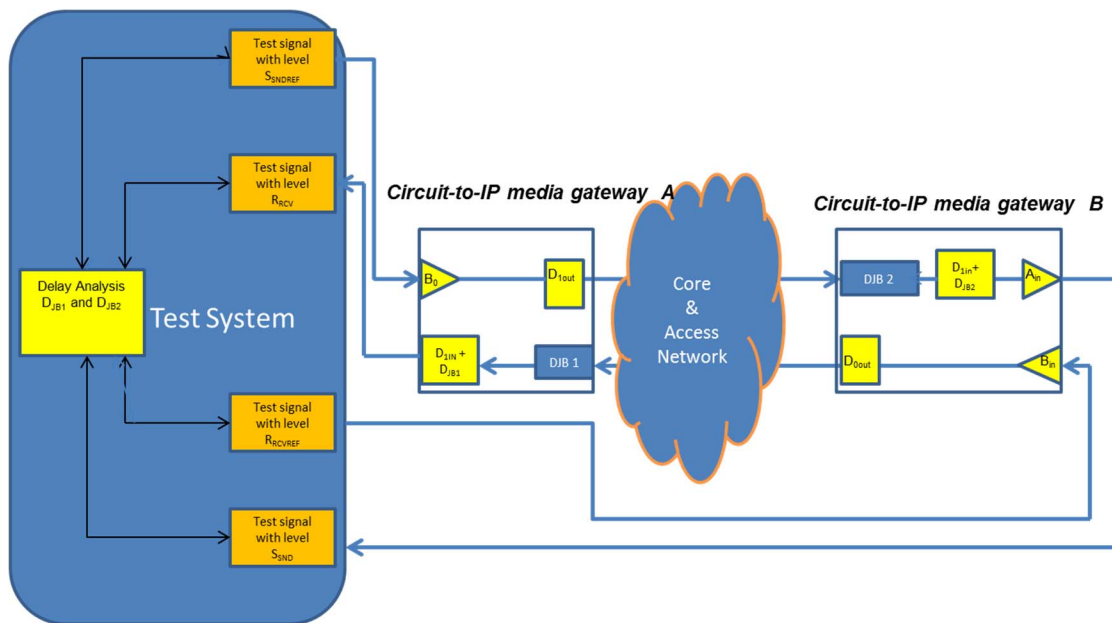 Test signal
with level
SSNDREF
Test signal
with level
RRCV
Delay Analysis
DJB1 and DJB2
Test System
Test signal
with level
RRCVREF
Test signal
with level
SSND
Circuit-to-IP media gateway A
B0
D1out
D1IN +
DJB1
DJB 1
Core
&
Access
Network
Circuit-to-IP media gateway B
DJB 2
D1in+
DJB2
Ain
D0out
Bin